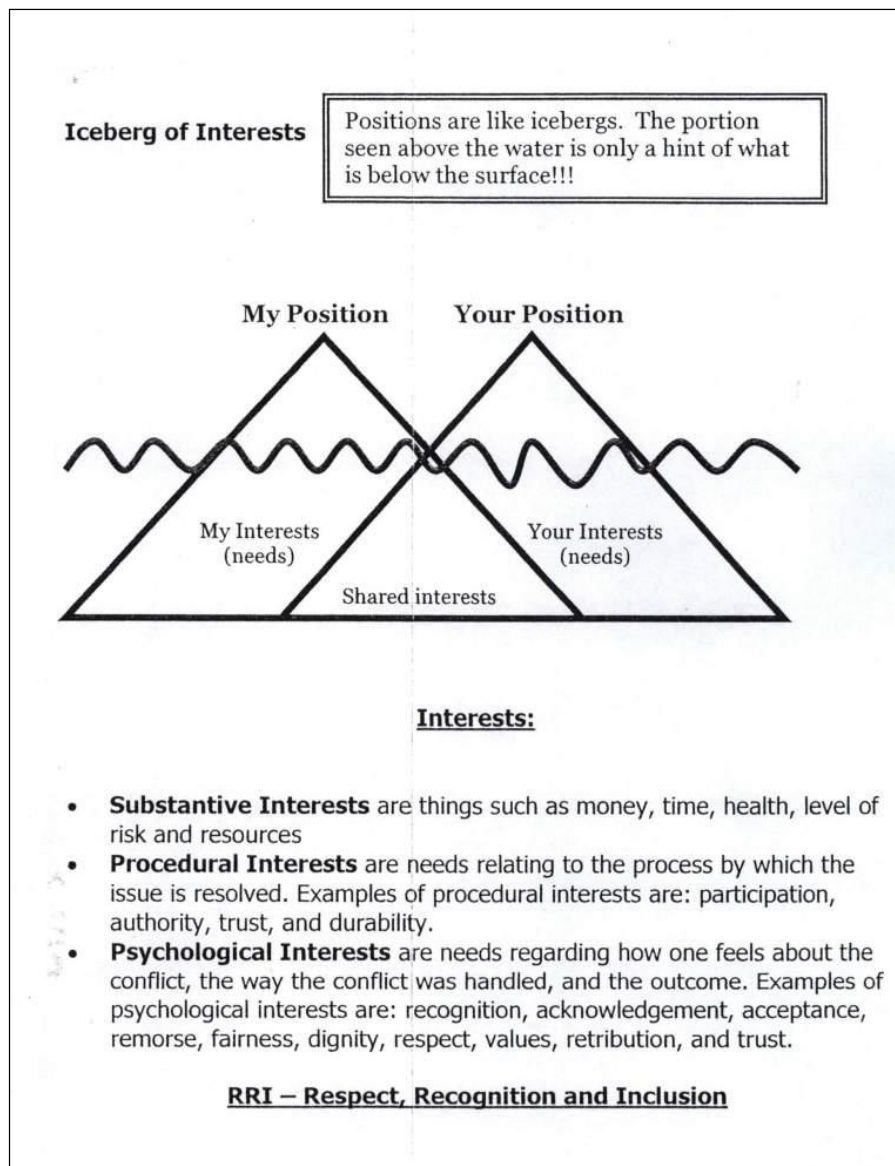 Iceberg of Interests
Positions are like icebergs. The portion
seen above the water is only a hint of what
is below the surface!!!
My Position
Your Position
My Interests
(needs)
Your Interests
(needs)
Shared interests
Interests:
• Substantive Interests are things such as money, time, health, level of
risk and resources
• Procedural Interests are needs relating to the process by which the
issue is resolved. Examples of procedural interests are: participation,
authority, trust, and durability.
• Psychological Interests are needs regarding how one feels about the
conflict, the way the conflict was handled, and the outcome. Examples of
psychological interests are: recognition, acknowledgement, acceptance,
remorse, fairness, dignity, respect, values, retribution, and trust.
RRI – Respect, Recognition and Inclusion